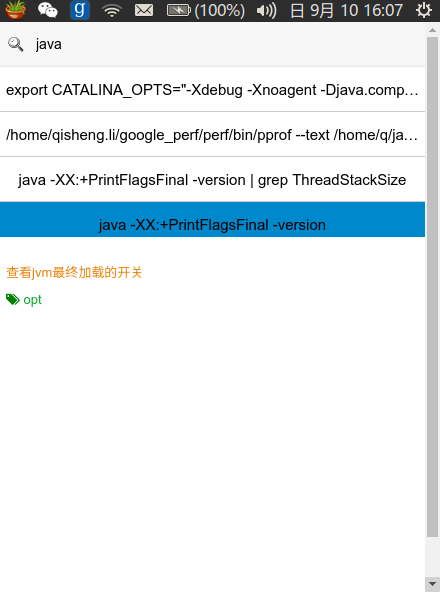 g (100%) 日 9月 10 16:07
java
export CATALINA_OPTS="-Xdebug -Xnoagent -Djava.comp…
/home/qisheng.li/google_perf/perf/bin/pprof --text /home/q/ja…
java -XX:+PrintFlagsFinal -version | grep ThreadStackSize
java -XX:+PrintFlagsFinal -version
查看jvm最终加载的开关
opt